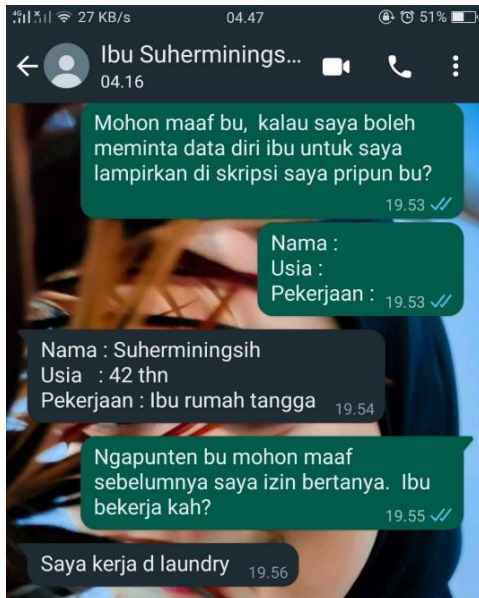 27 KB/s 04.47 51%
Ibu Suherminings...
04.16
Mohon maaf bu, kalau saya boleh
meminta data diri ibu untuk saya
lampirkan di skripsi saya pripun bu?
19.53
Nama :
Usia :
Pekerjaan : 19.53
Nama : Suherminingsih
Usia : 42 thn
Pekerjaan : Ibu rumah tangga 19.54
Ngapunten bu mohon maaf
sebelumnya saya izin bertanya. Ibu
bekerja kah?
19.55
Saya kerja d laundry 19.56